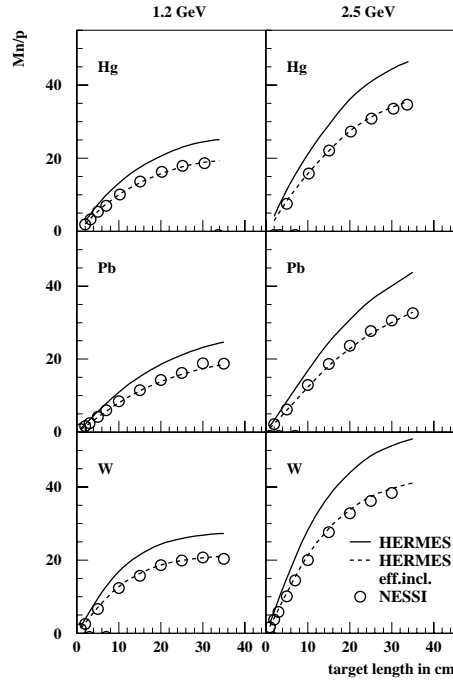 1.2 GeV 2.5 GeV
Mn/p
Hg Hg
40
20
0
Pb Pb
40
20
0
W W
40
20
0
HERMES
HERMES
eff.incl.
NESSI
0 10 20 30 40 0 10 20 30 40
target length in cm